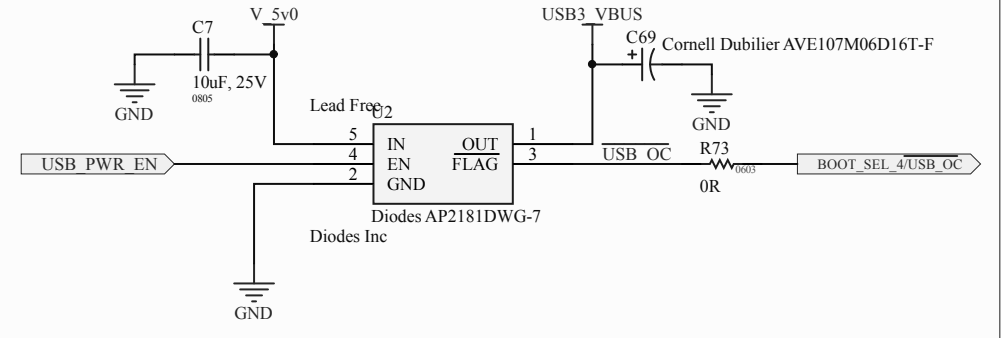 V_5v0
USB3_VBUS
C7
C69
+
Cornell Dubilier AVE107M06D16T-F
10uF, 25V
0805
GND
GND
Lead Free
U2
5
IN
OUT
1
USB_PWR_EN
4
EN
FLAG
3
USB_OC
R73
0603
0R
BOOT_SEL_4/USB_OC
2
GND
Diodes AP2181DWG-7
Diodes Inc
GND